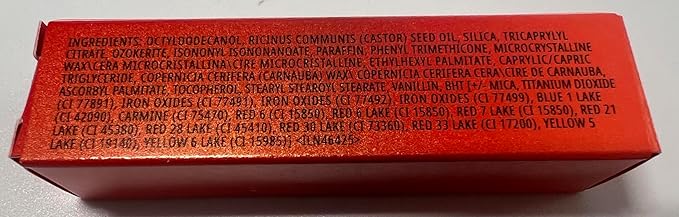 INGREDIENTS: OCTYLDODECANOL, RICINUS COMMUNIS (CASTOR) SEED OIL, SILICA, TRICAPRYLYL
CITRATE, OZOKERITE, ISONONYL ISONONANOATE, PARAFFIN, PHENYL TRIMETHICONE, MICROCRYSTALLINE
WAX\CERA MICROCRISTALLINA\CIRE MICROCRISTALLINE, ETHYLHEXYL PALMITATE, CAPRYLIC/CAPRIC
TRIGLYCERIDE, COPERNICIA CERIFERA (CARNAUBA) WAX\ COPERNICIA CERIFERA CERA\CIRE DE CARNAUBA,
ASCORBYL PALMITATE, TOCOPHEROL, STEARYL STEAROYL STEARATE, VANILLIN, BHT [+/- MICA, TITANIUM DIOXIDE
(CI 77891), IRON OXIDES (CI 77491), IRON OXIDES (CI 77492), IRON OXIDES (CI 77499), BLUE 1 LAKE
(CI 42090), CARMINE (CI 75470), RED 6 (CI 15850), RED 6 LAKE (CI 15850), RED 7 LAKE (CI 15850), RED 21
LAKE (CI 45380), RED 28 LAKE (CI 45410), RED 30 LAKE (CI 73360), RED 33 LAKE (CI 17200), YELLOW 5
LAKE (CI 19140), YELLOW 6 LAKE (CI 15985)] <ILN46425>